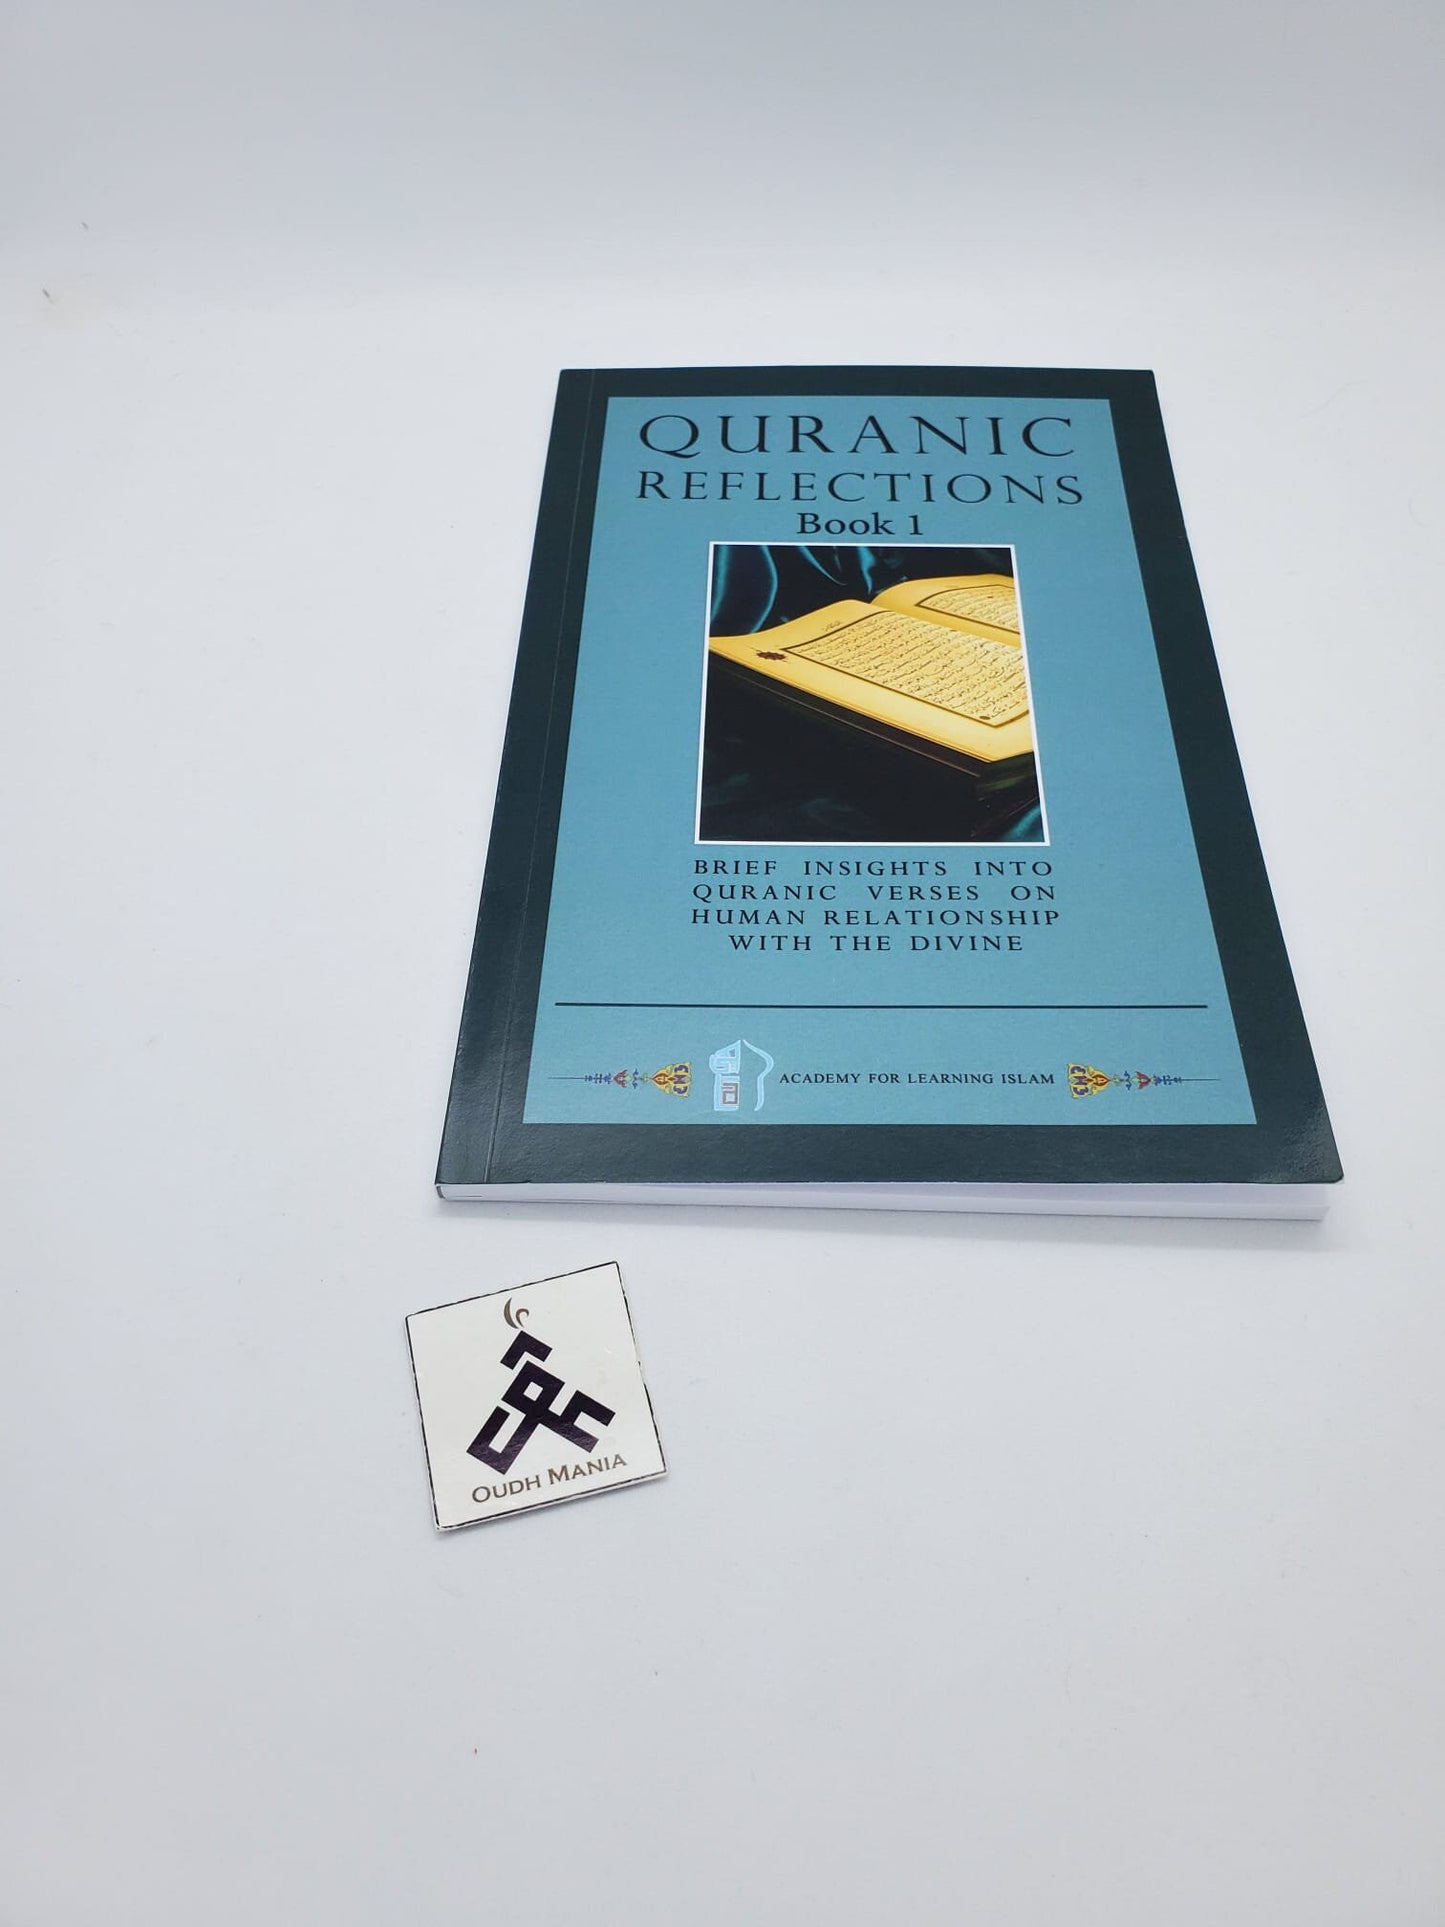 QURANIC
REFLECTIONS
Book 1
BRIEF INSIGHTS INTO
QURANIC VERSES ON
HUMAN RELATIONSHIP
WITH THE DIVINE
ACADEMY FOR LEARNING ISLAM
OUDH MANIA